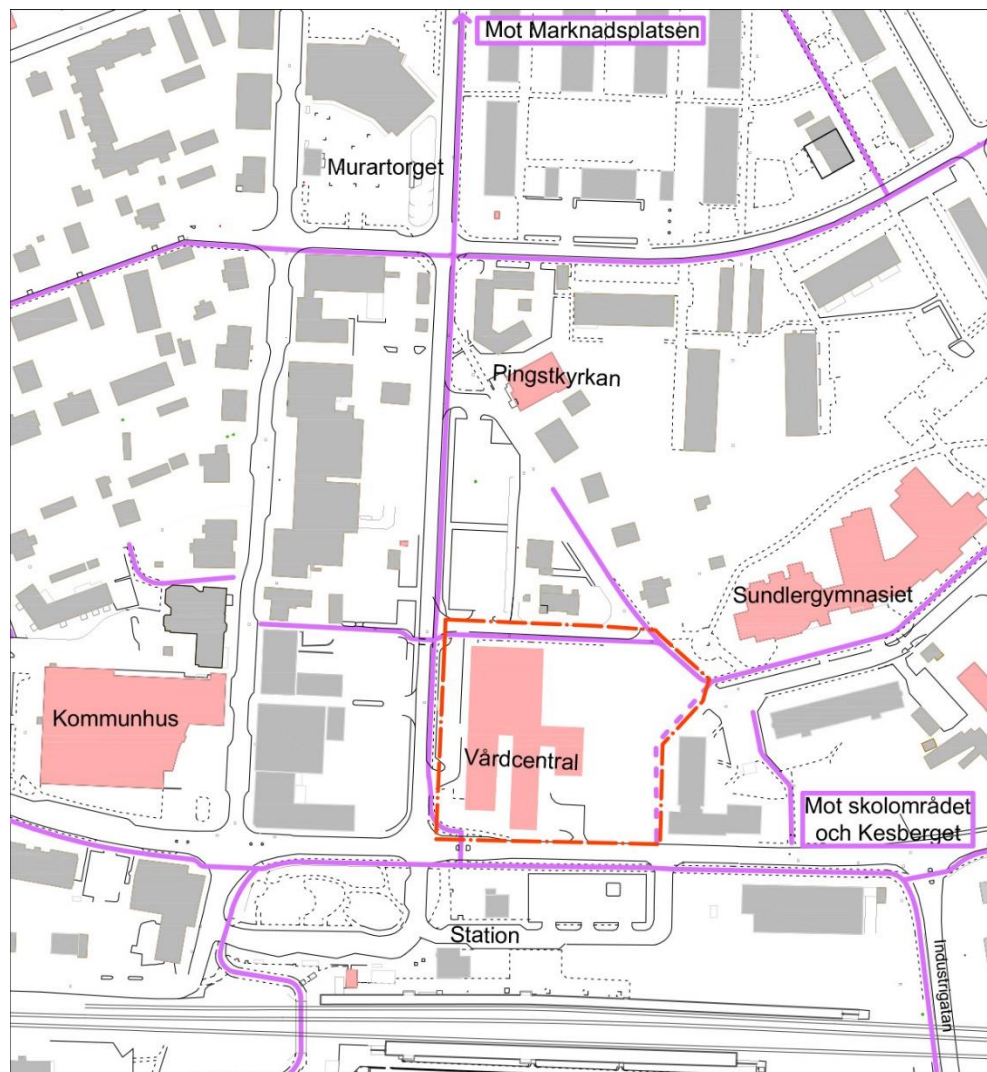 Mot Marknadsplatsen
Murartorget
Pingstkyrkan
Sundlergymnasiet
Kommunhus
Vårdcentral
Mot skolområdet
och Kesberget
Station
Industrigatan